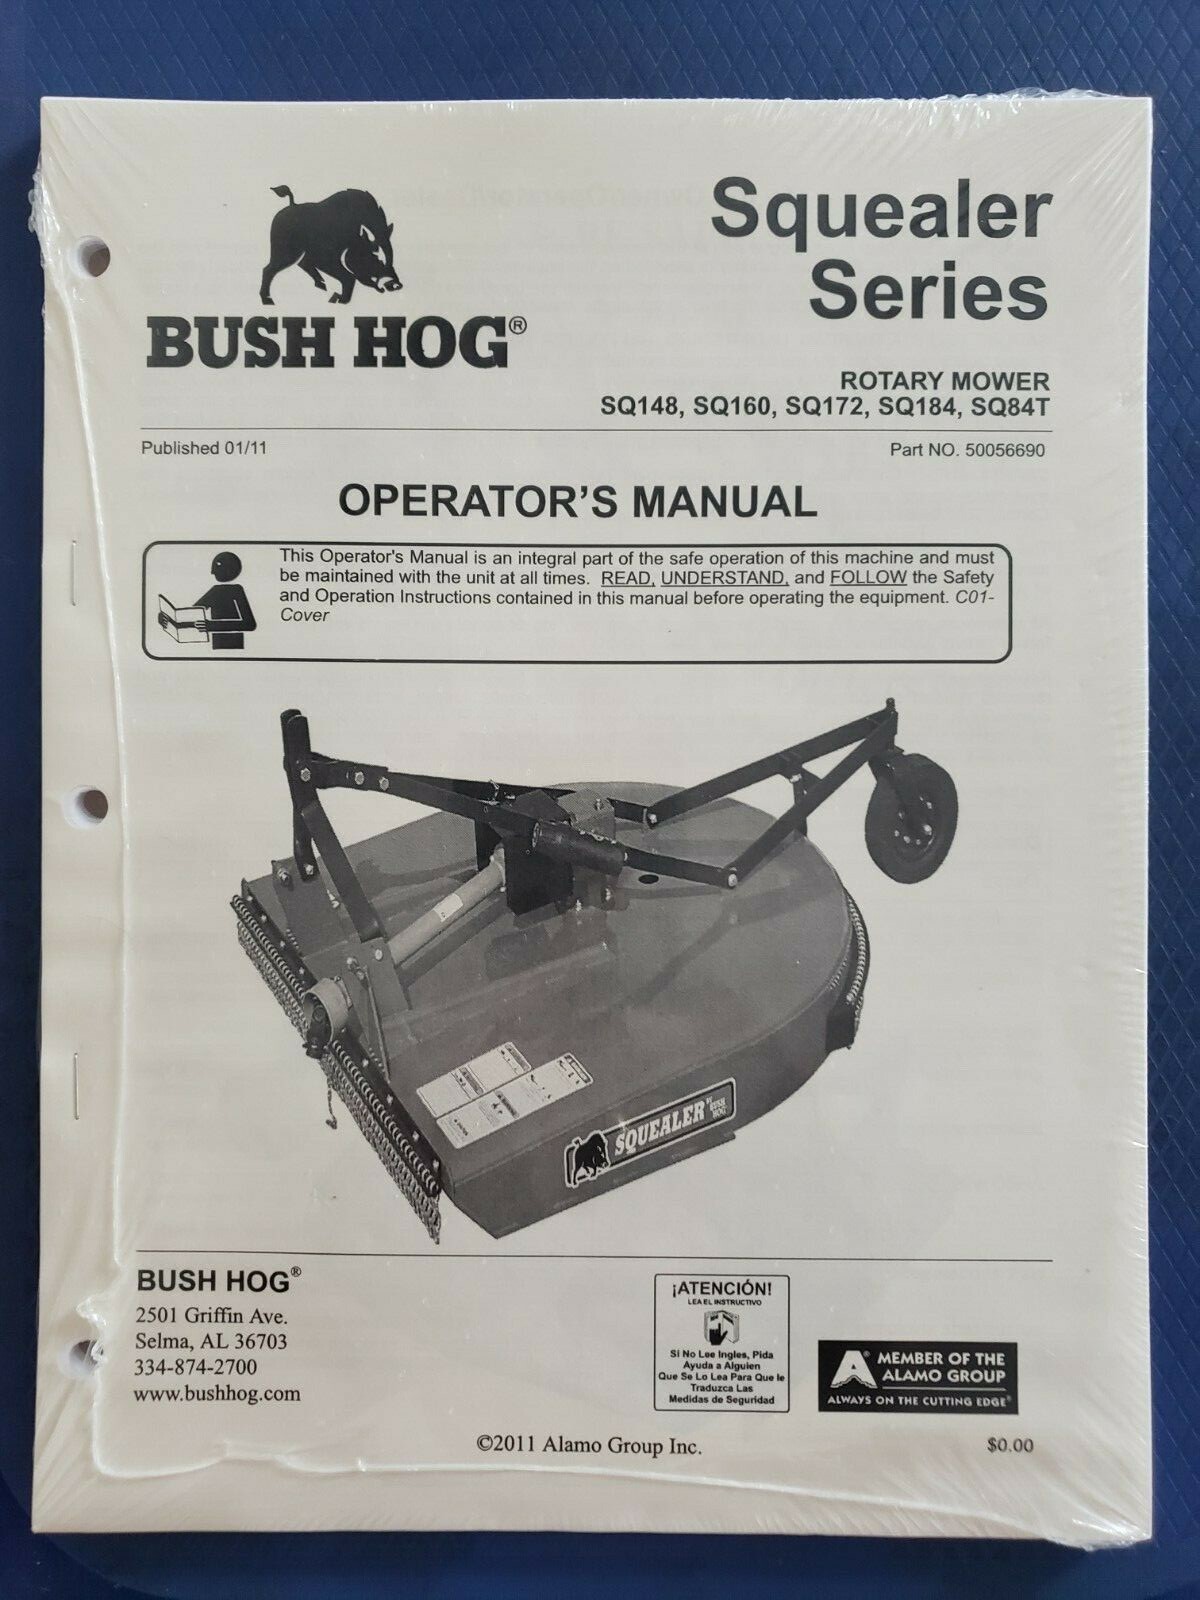 Squealer
Series
BUSH HOG®
ROTARY MOWER
SQ148, SQ160, SQ172, SQ184, SQ84T
Published 01/11
Part NO. 50056690
OPERATOR'S MANUAL
This Operator's Manual is an integral part of the safe operation of this machine and must
be maintained with the unit at all times. READ, UNDERSTAND, and FOLLOW the Safety
and Operation Instructions contained in this manual before operating the equipment. C01-
Cover
SQUEALER BY BUSH HOG
BUSH HOG®
2501 Griffin Ave.
Selma, AL 36703
334-874-2700
www.bushhog.com
¡ATENCIÓN!
LEA EL INSTRUCTIVO
Si No Lee Ingles, Pida
Ayuda a Alguien
Que Se Lo Lea Para Que le
Traduzca Las
Medidas de Seguridad
A® MEMBER OF THE
ALAMO GROUP
ALWAYS ON THE CUTTING EDGE®
©2011 Alamo Group Inc.
$0.00